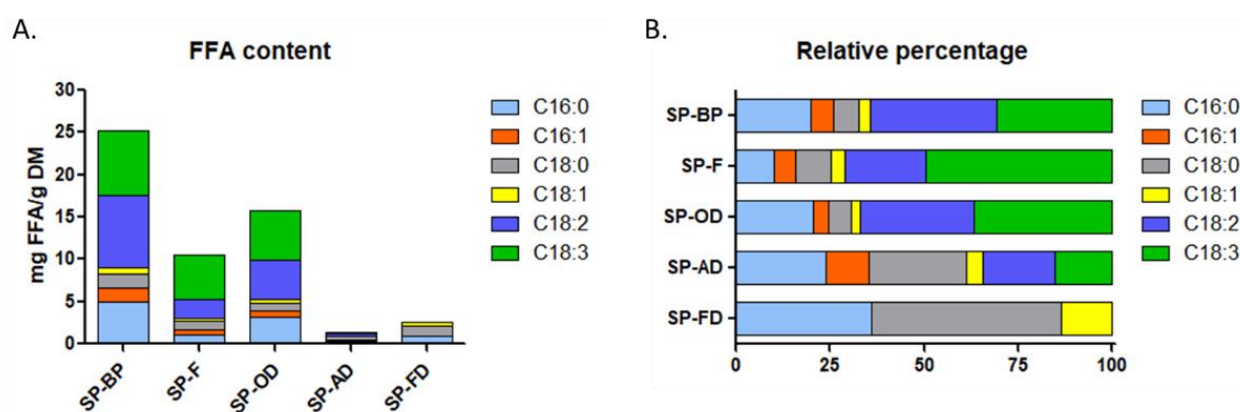 A.
FFA content
mg FFA/g DM
30
25
20
15
10
5
0
SP-BP
SP-F
SP-OD
SP-AD
SP-FD
C16:0
C16:1
C18:0
C18:1
C18:2
C18:3
B.
Relative percentage
SP-BP
SP-F
SP-OD
SP-AD
SP-FD
0 25 50 75 100
C16:0
C16:1
C18:0
C18:1
C18:2
C18:3